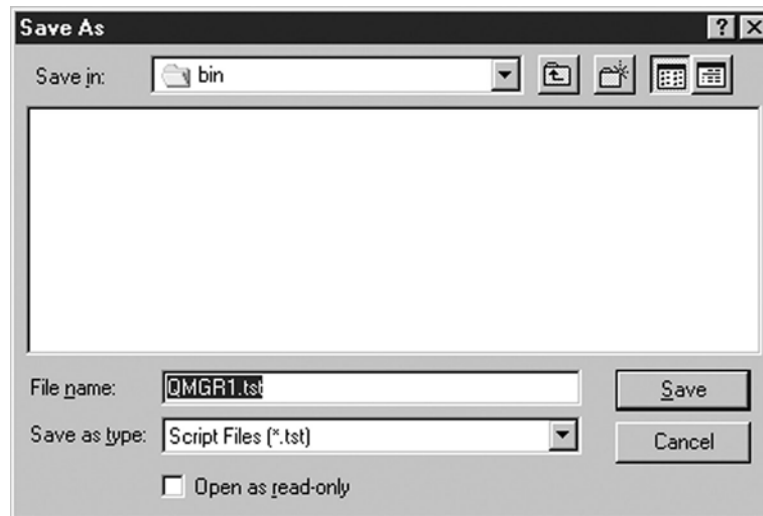 Save As
Save in: bin
File name: QMGR1.tst
Save
Save as type: Script Files (*.tst)
Cancel
Open as read-only